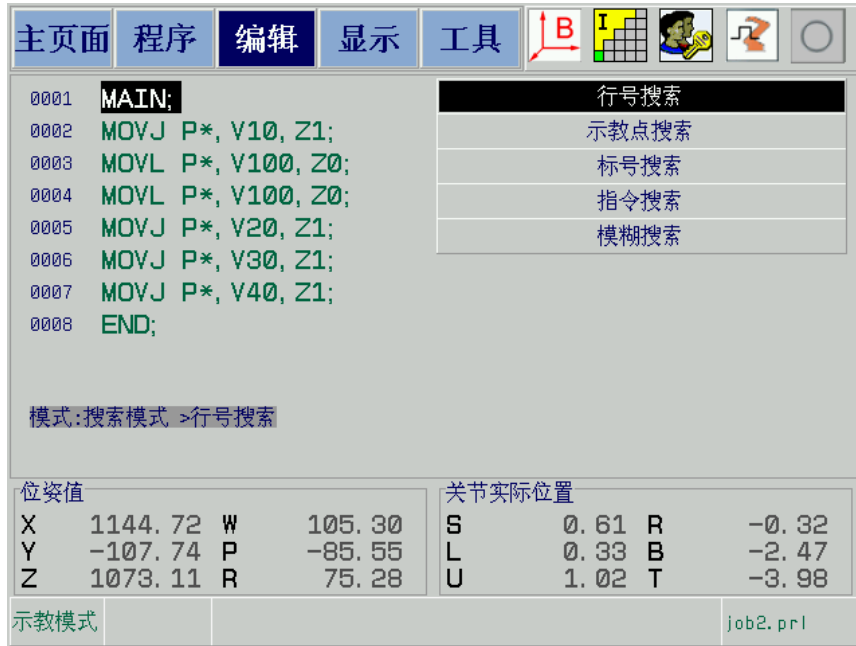 主页面 程序 编辑 显示 工具 B I
0001 MAIN;
0002 MOVJ P*, V10, Z1;
0003 MOVL P*, V100, Z0;
0004 MOVL P*, V100, Z0;
0005 MOVJ P*, V20, Z1;
0006 MOVJ P*, V30, Z1;
0007 MOVJ P*, V40, Z1;
0008 END;
行号搜索
示教点搜索
标号搜索
指令搜索
模糊搜索
模式:搜索模式 >行号搜索
位姿值
X 1144.72 W 105.30
Y -107.74 P -85.55
Z 1073.11 R 75.28
关节实际位置
S 0.61 R -0.32
L 0.33 B -2.47
U 1.02 T -3.98
示教模式 job2.prl